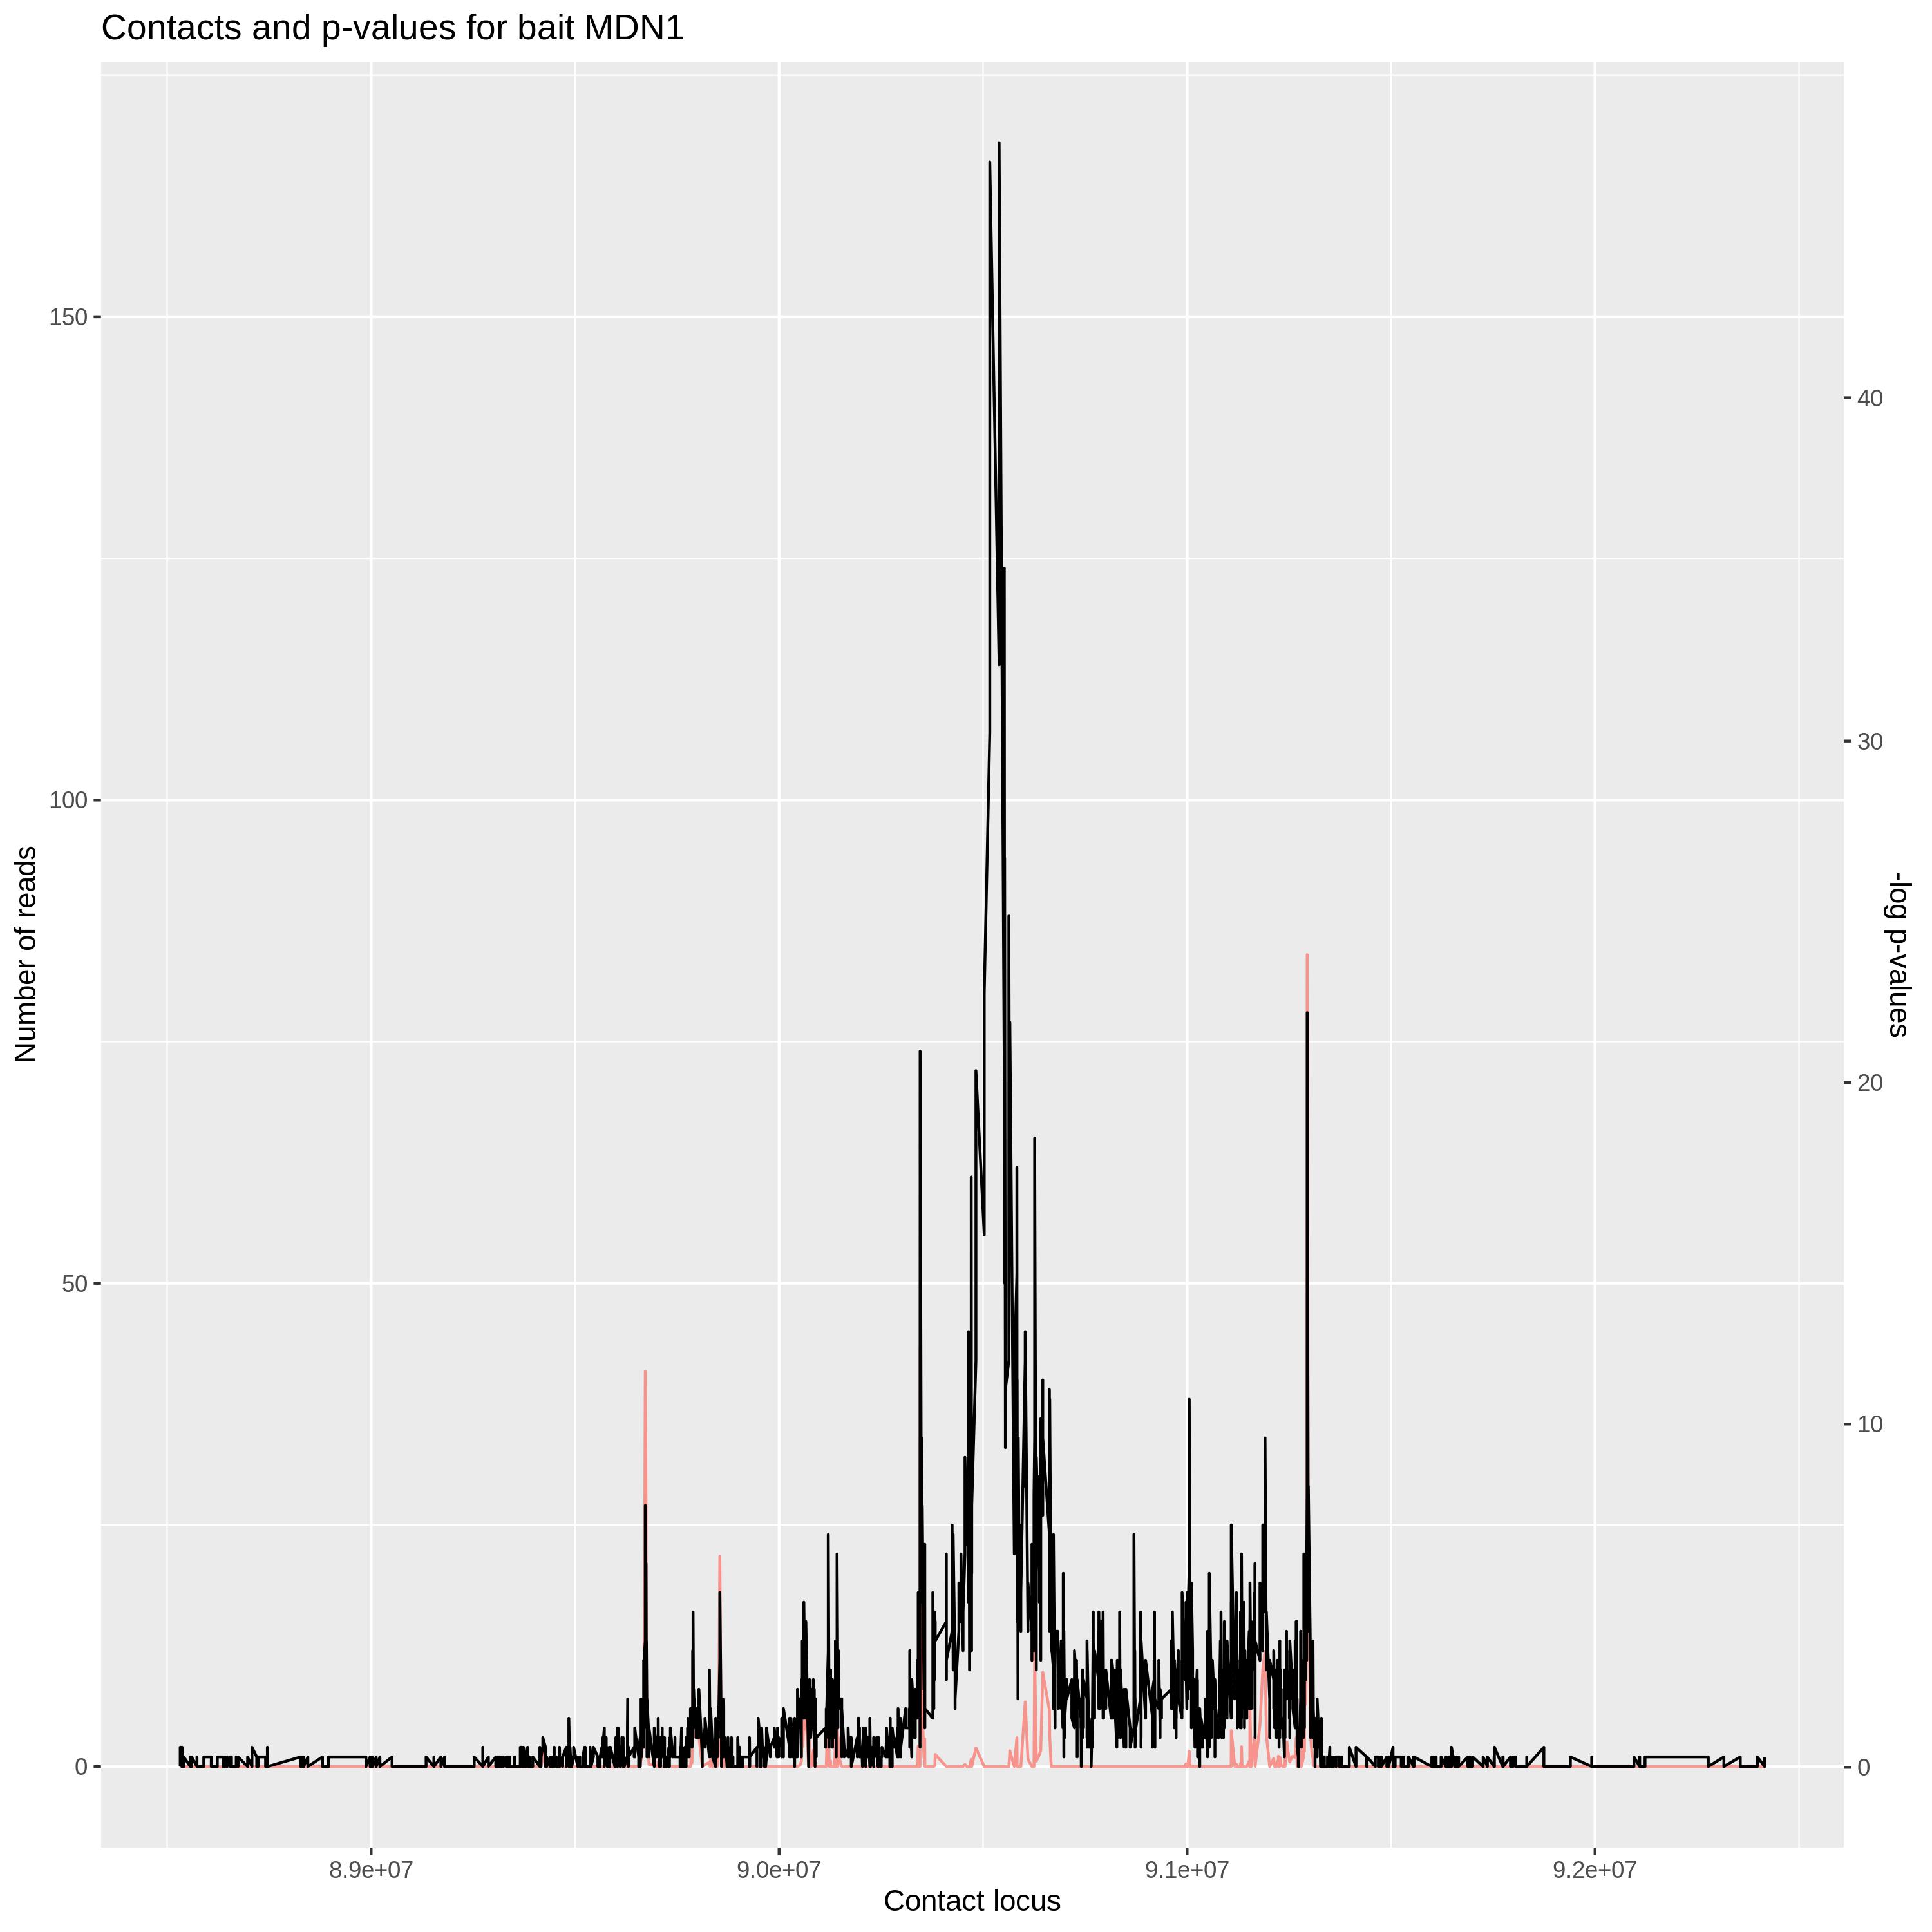 Contacts and p-values for bait MDN1
150
100
50
0
Number of reads
40
30
20
10
0
-log p-values
8.9e+07 9.0e+07 9.1e+07 9.2e+07
Contact locus